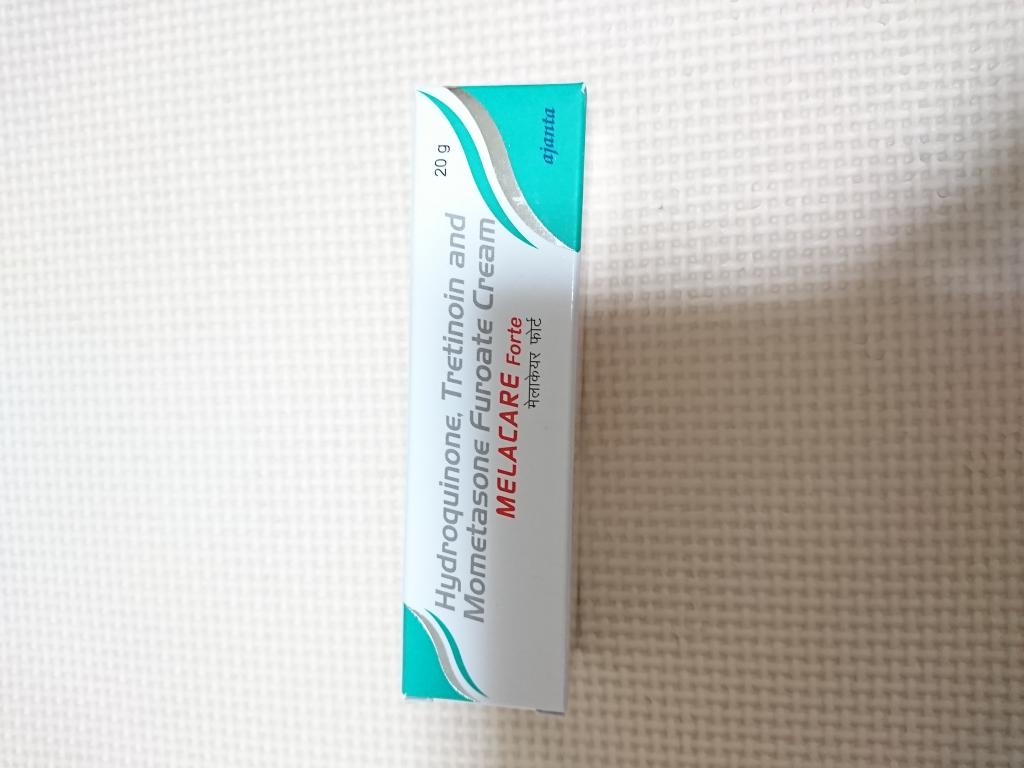 20 g
ajanta
Hydroquinone, Tretinoin and
Mometasone Furoate Cream
MELACARE Forte
मेलाकेयर फोर्ट